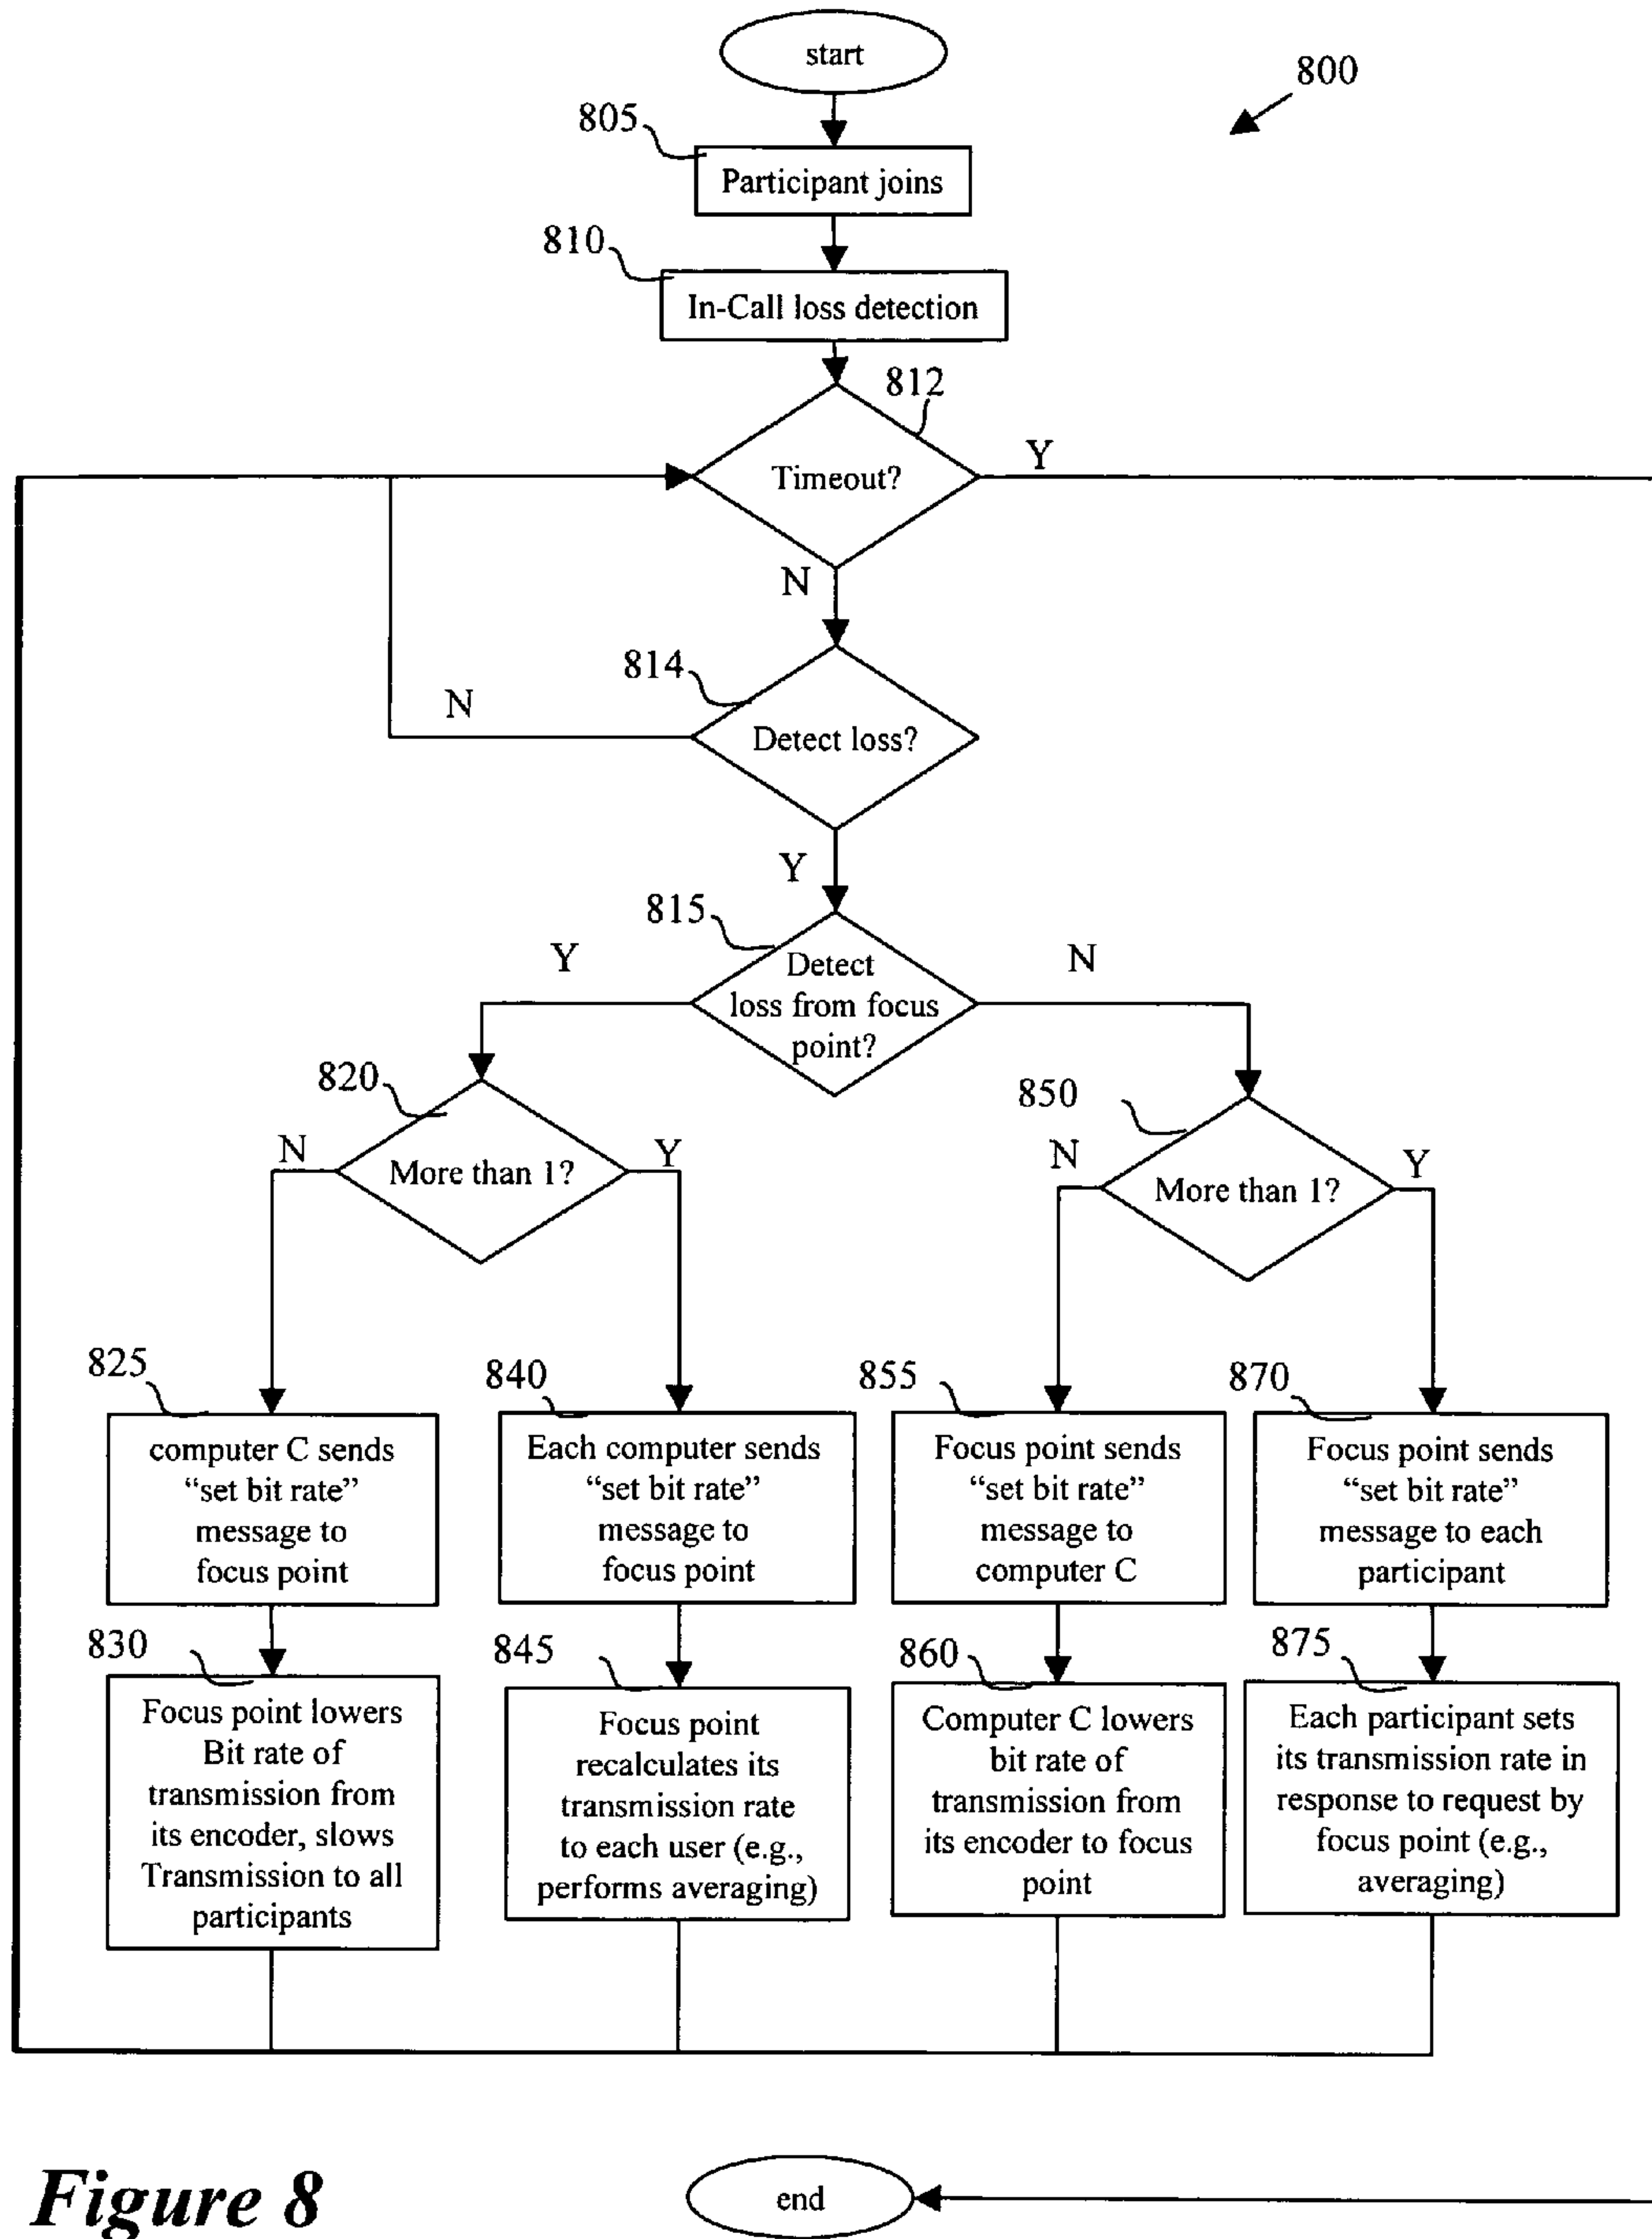 start
800
805
Participant joins
810
In-Call loss detection
812
Timeout?
Y
N
814
Detect loss?
N
Y
815
Detect
loss from focus
point?
Y
N
820
More than 1?
N
Y
850
More than 1?
N
Y
825
computer C sends
“set bit rate”
message to
focus point
840
Each computer sends
“set bit rate”
message to
focus point
855
Focus point sends
“set bit rate”
message to
computer C
870
Focus point sends
“set bit rate”
message to each
participant
830
Focus point lowers
Bit rate of
transmission from
its encoder, slows
Transmission to all
participants
845
Focus point
recalculates its
transmission rate
to each user (e.g.,
performs averaging)
860
Computer C lowers
bit rate of
transmission from
its encoder to focus
point
875
Each participant sets
its transmission rate in
response to request by
focus point (e.g.,
averaging)
Figure 8
end